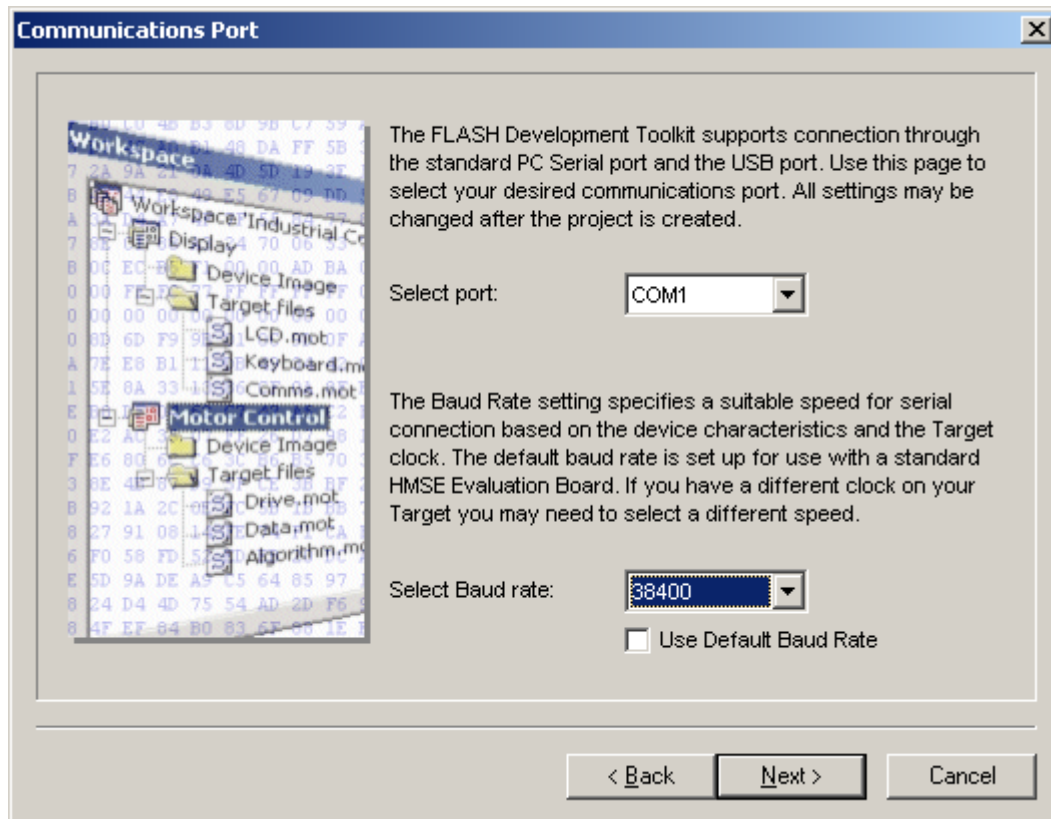 Communications Port
Workspace
Workspace 'Industrial Co
Display
Device Image
Target files
LCD.mot
Keyboard.m
Comms.mot
Motor Control
Device Image
Target files
Drive.mot
Data.mot
Algorithm.mo
The FLASH Development Toolkit supports connection through
the standard PC Serial port and the USB port. Use this page to
select your desired communications port. All settings may be
changed after the project is created.
Select port:
COM1
The Baud Rate setting specifies a suitable speed for serial
connection based on the device characteristics and the Target
clock. The default baud rate is set up for use with a standard
HMSE Evaluation Board. If you have a different clock on your
Target you may need to select a different speed.
Select Baud rate:
38400
Use Default Baud Rate
< Back
Next >
Cancel